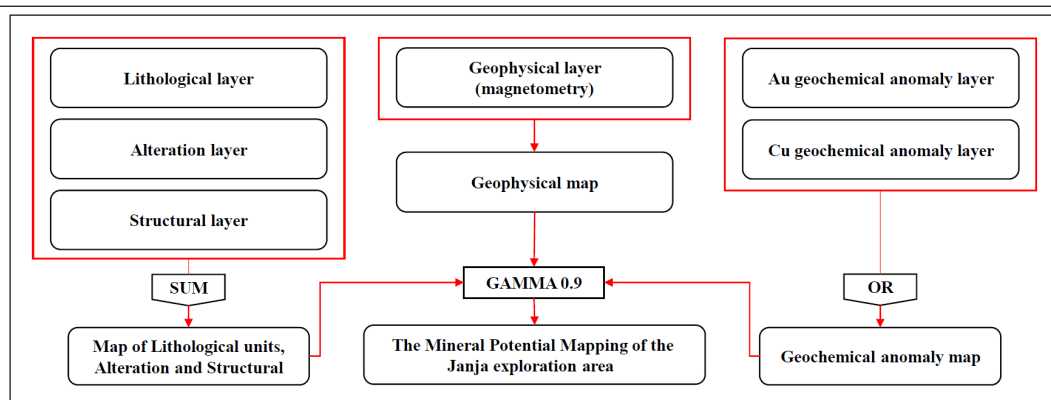 Lithological layer
Alteration layer
Structural layer
SUM
Map of Lithological units,
Alteration and Structural
Geophysical layer
(magnetometry)
Geophysical map
GAMMA 0.9
The Mineral Potential Mapping of the
Janja exploration area
Au geochemical anomaly layer
Cu geochemical anomaly layer
OR
Geochemical anomaly map